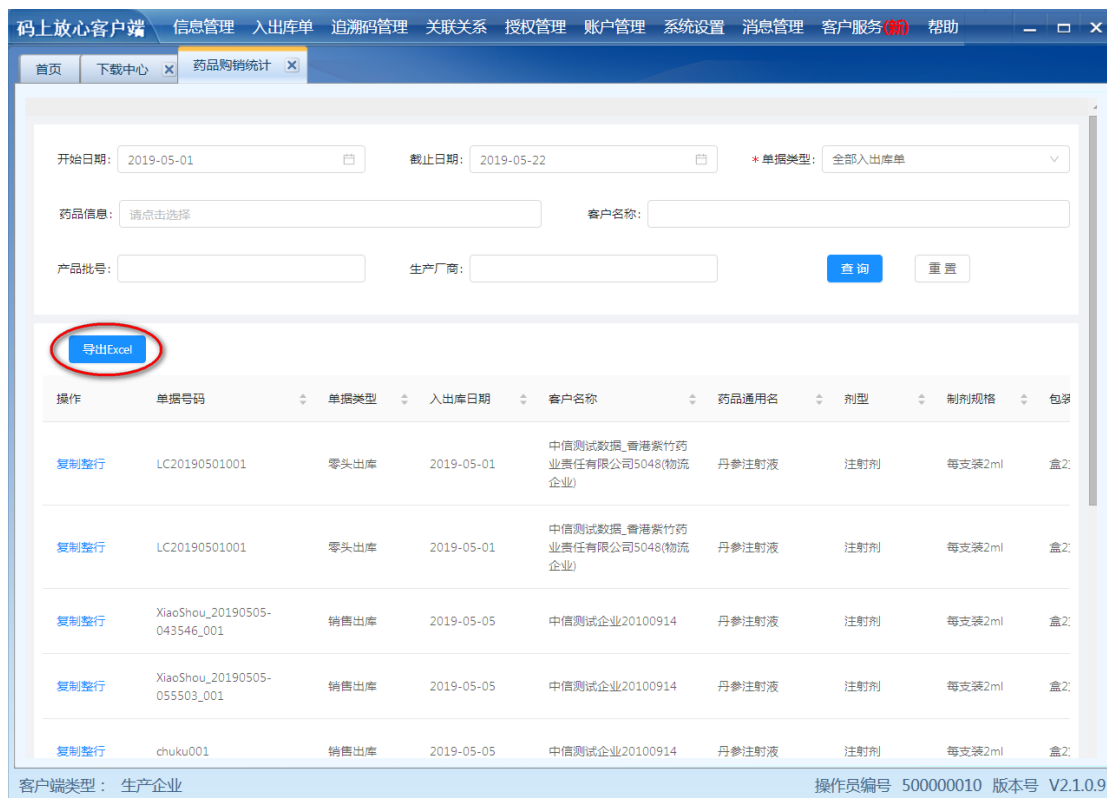 码上放心客户端 信息管理 入出库单 追溯码管理 关联关系 授权管理 账户管理 系统设置 消息管理 客户服务(新) 帮助
首页 下载中心 药品购销统计
开始日期: 2019-05-01 截止日期: 2019-05-22 * 单据类型: 全部入出库单
药品信息: 请点击选择 客户名称:
产品批号: 生产厂商: 查询 重置
导出Excel
操作 单据号码 单据类型 入出库日期 客户名称 药品通用名 剂型 制剂规格 包装
中信测试数据_香港紫竹药
复制整行 LC20190501001 零头出库 2019-05-01 业责任有限公司5048(物流 丹参注射液 注射剂 每支装2ml 盒2
企业)
中信测试数据_香港紫竹药
复制整行 LC20190501001 零头出库 2019-05-01 业责任有限公司5048(物流 丹参注射液 注射剂 每支装2ml 盒2
企业)
XiaoShou_20190505-
复制整行 043546_001 销售出库 2019-05-05 中信测试企业20100914 丹参注射液 注射剂 每支装2ml 盒2
XiaoShou_20190505-
复制整行 055503_001 销售出库 2019-05-05 中信测试企业20100914 丹参注射液 注射剂 每支装2ml 盒2
复制整行 chuku001 销售出库 2019-05-05 中信测试企业20100914 丹参注射液 注射剂 每支装2ml 盒2
客户端类型： 生产企业 操作员编号 500000010 版本号 V2.1.0.9